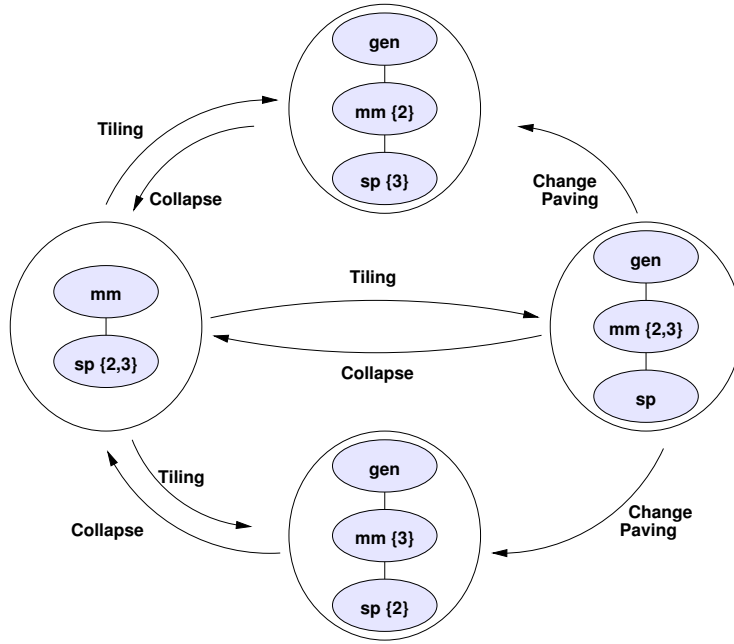 gen
mm {2}
sp {3}
Tiling
Collapse
Change
Paving
mm
sp {2,3}
Tiling
Collapse
gen
mm {2,3}
sp
Tiling
Collapse
gen
mm {3}
sp {2}
Change
Paving